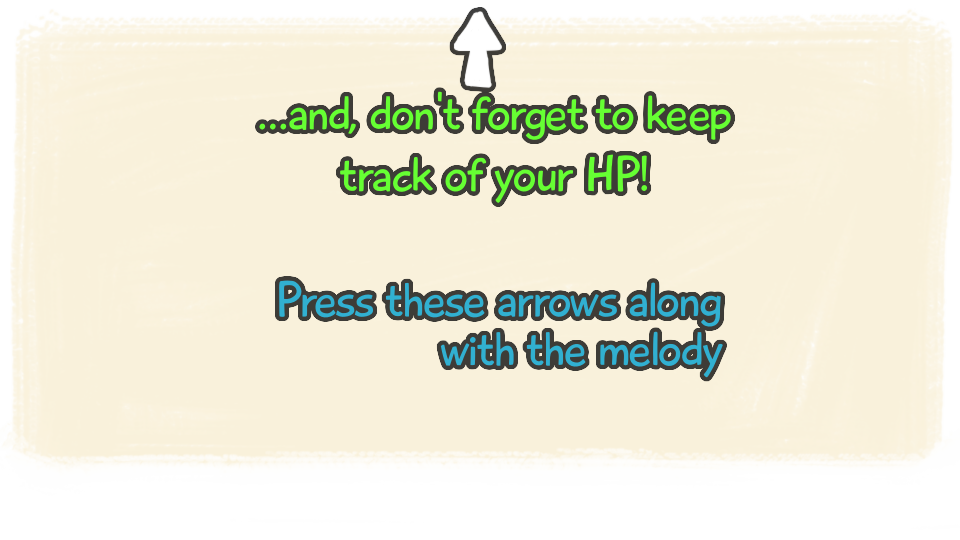 ...and, don't forget to keep
track of your HP!
Press these arrows along
with the melody